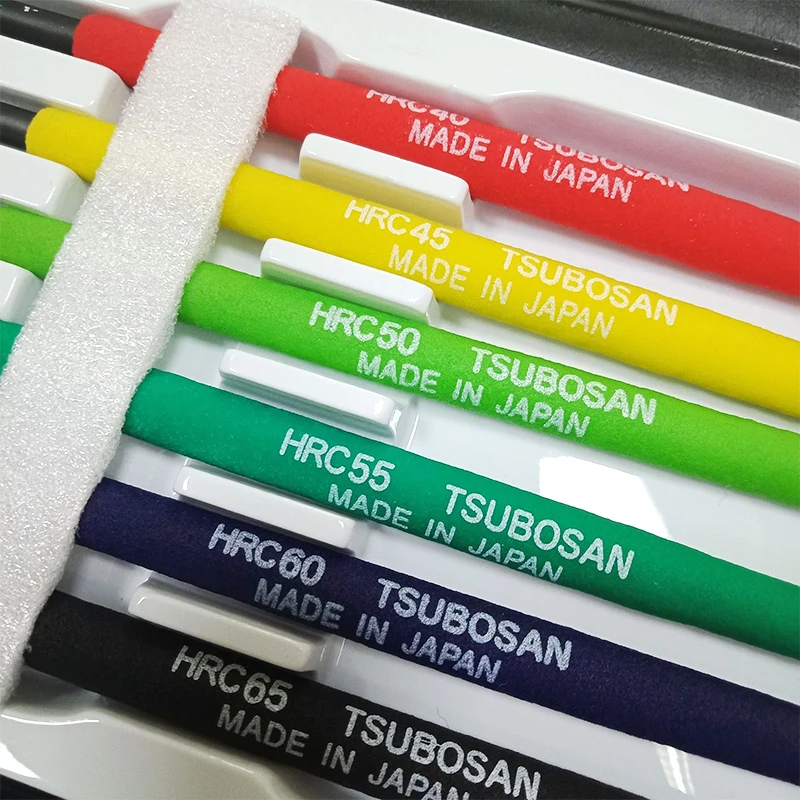 HRC40 TSUBOSAN
MADE IN JAPAN
HRC45 TSUBOSAN
MADE IN JAPAN
HRC50 TSUBOSAN
MADE IN JAPAN
HRC55 TSUBOSAN
MADE IN JAPAN
HRC60 TSUBOSAN
MADE IN JAPAN
HRC65 TSUBOSAN
MADE IN JAPAN